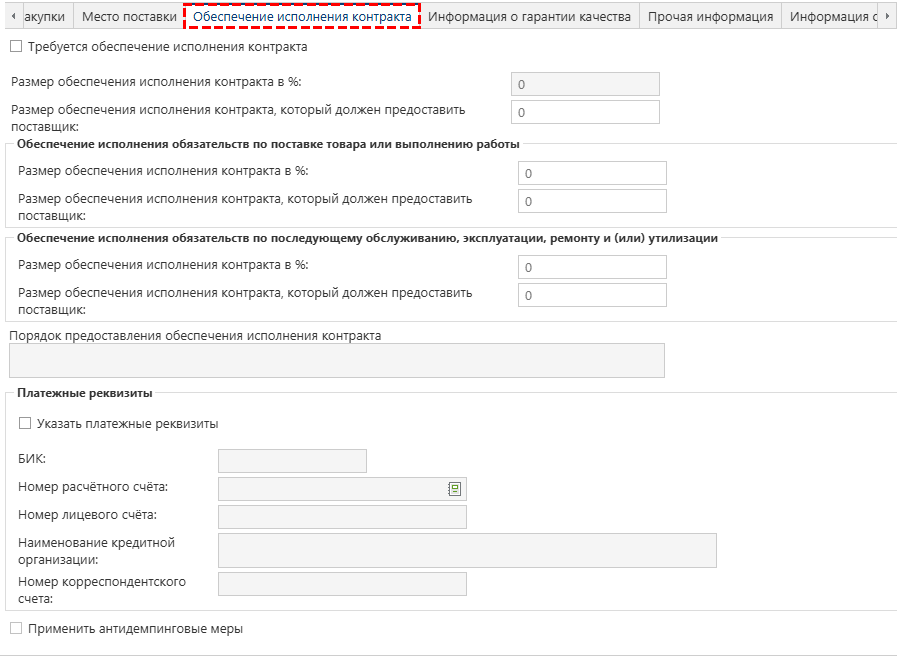 акупки Место поставки Обеспечение исполнения контракта Информация о гарантии качества Прочая информация Информация о
Требуется обеспечение исполнения контракта
Размер обеспечения исполнения контракта в %: 0
Размер обеспечения исполнения контракта, который должен предоставить 0
поставщик:
Обеспечение исполнения обязательств по поставке товара или выполнению работы
Размер обеспечения исполнения контракта в %: 0
Размер обеспечения исполнения контракта, который должен предоставить 0
поставщик:
Обеспечение исполнения обязательств по последующему обслуживанию, эксплуатации, ремонту и (или) утилизации
Размер обеспечения исполнения контракта в %: 0
Размер обеспечения исполнения контракта, который должен предоставить 0
поставщик:
Порядок предоставления обеспечения исполнения контракта
Платежные реквизиты
Указать платежные реквизиты
БИК:
Номер расчётного счёта:
Номер лицевого счёта:
Наименование кредитной
организации:
Номер корреспондентского
счета:
Применить антидемпинговые меры